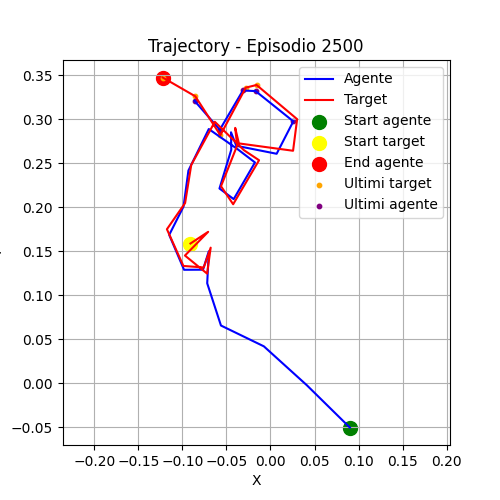 Trajectory - Episodio 2500
Agente
Target
Start agente
Start target
End agente
Ultimi target
Ultimi agente
0.35
0.30
0.25
0.20
0.15
0.10
0.05
0.00
−0.05
−0.20
−0.15
−0.10
−0.05
0.00
0.05
0.10
0.15
0.20
X